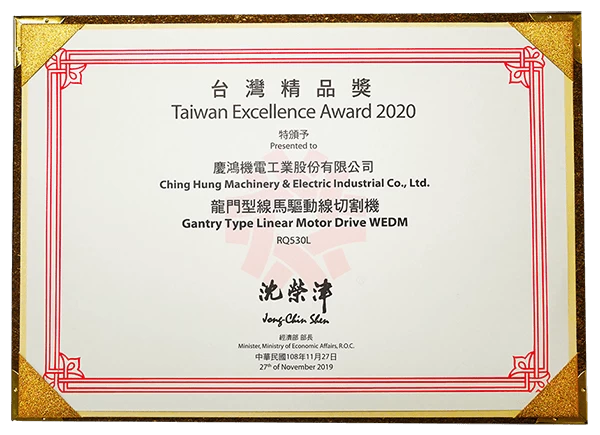 台灣精品獎
Taiwan Excellence Award 2020
特頒予
Presented to
慶鴻機電工業股份有限公司
Ching Hung Machinery & Electric Industrial Co., Ltd.
龍門型線馬驅動線切割機
Gantry Type Linear Motor Drive WEDM
RQ530L
沈榮津
Jong-Chin Shen
經濟部 部長
Minister, Ministry of Economic Affairs, R.O.C.
中華民國108年11月27日
27th of November 2019